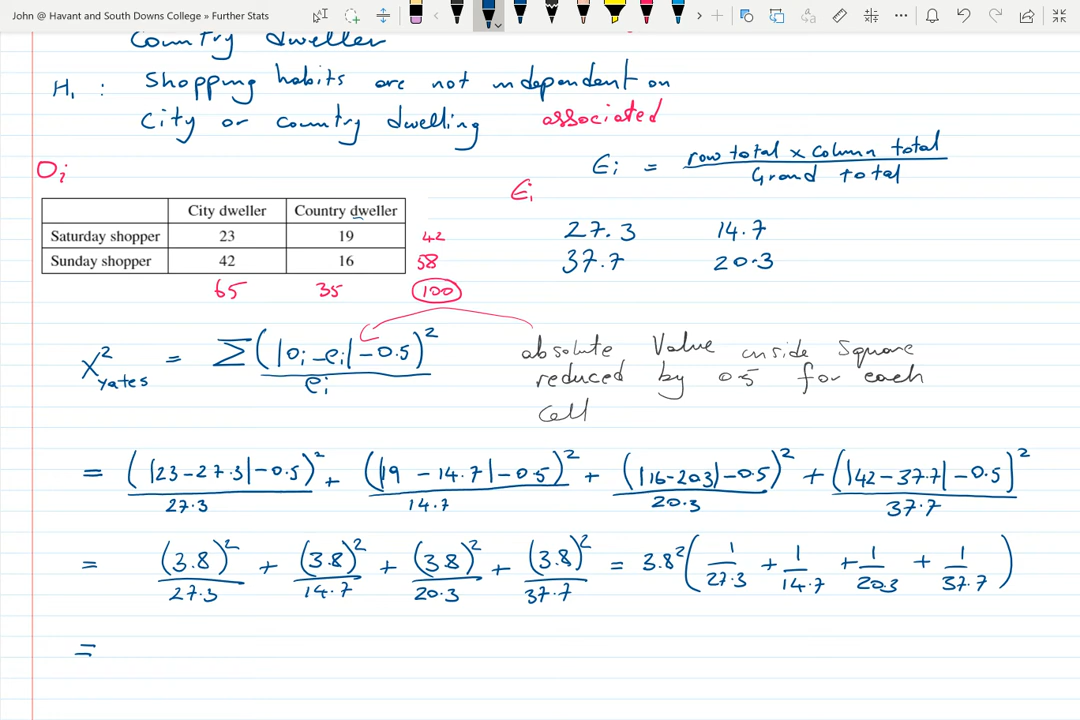 John @ Havant and South Downs College » Further Stats
Country dweller
H₁ : Shopping habits are not independent on
City or country dwelling associated
Oi
Ei = row total x Column total / Grand total
Ei
City dweller Country dweller
Saturday shopper 23 19 42
Sunday shopper 42 16 58
65 35 100
27.3 14.7
37.7 20.3
X²yates = Σ (|oi - ei| - 0.5)² / ei
absolute Value inside Square
reduced by 0.5 for each
cell
= (|23-27.3|-0.5)² / 27.3 + (|19-14.7|-0.5)² / 14.7 + (|16-20.3|-0.5)² / 20.3 + (|42-37.7|-0.5)² / 37.7
= (3.8)² / 27.3 + (3.8)² / 14.7 + (3.8)² / 20.3 + (3.8)² / 37.7 = 3.8² (1/27.3 + 1/14.7 + 1/20.3 + 1/37.7)
=